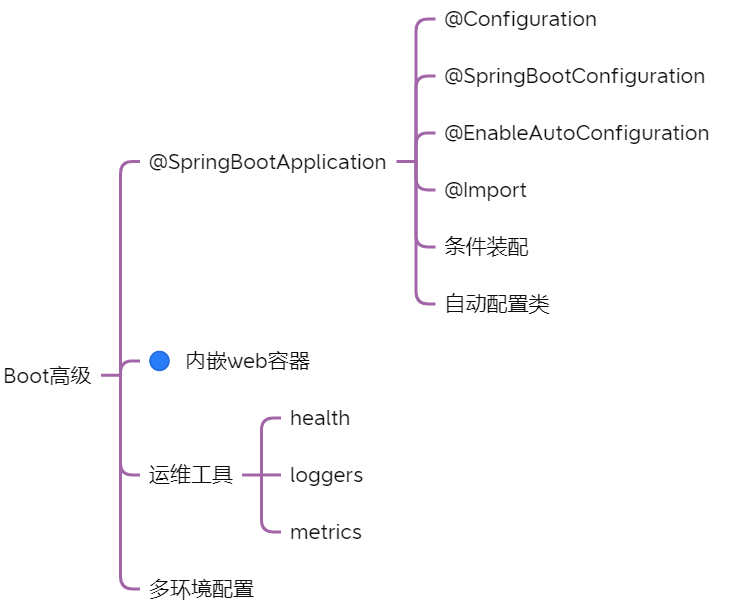 Boot高级
@SpringBootApplication
@Configuration
@SpringBootConfiguration
@EnableAutoConfiguration
@Import
条件装配
自动配置类
内嵌web容器
运维工具
health
loggers
metrics
多环境配置